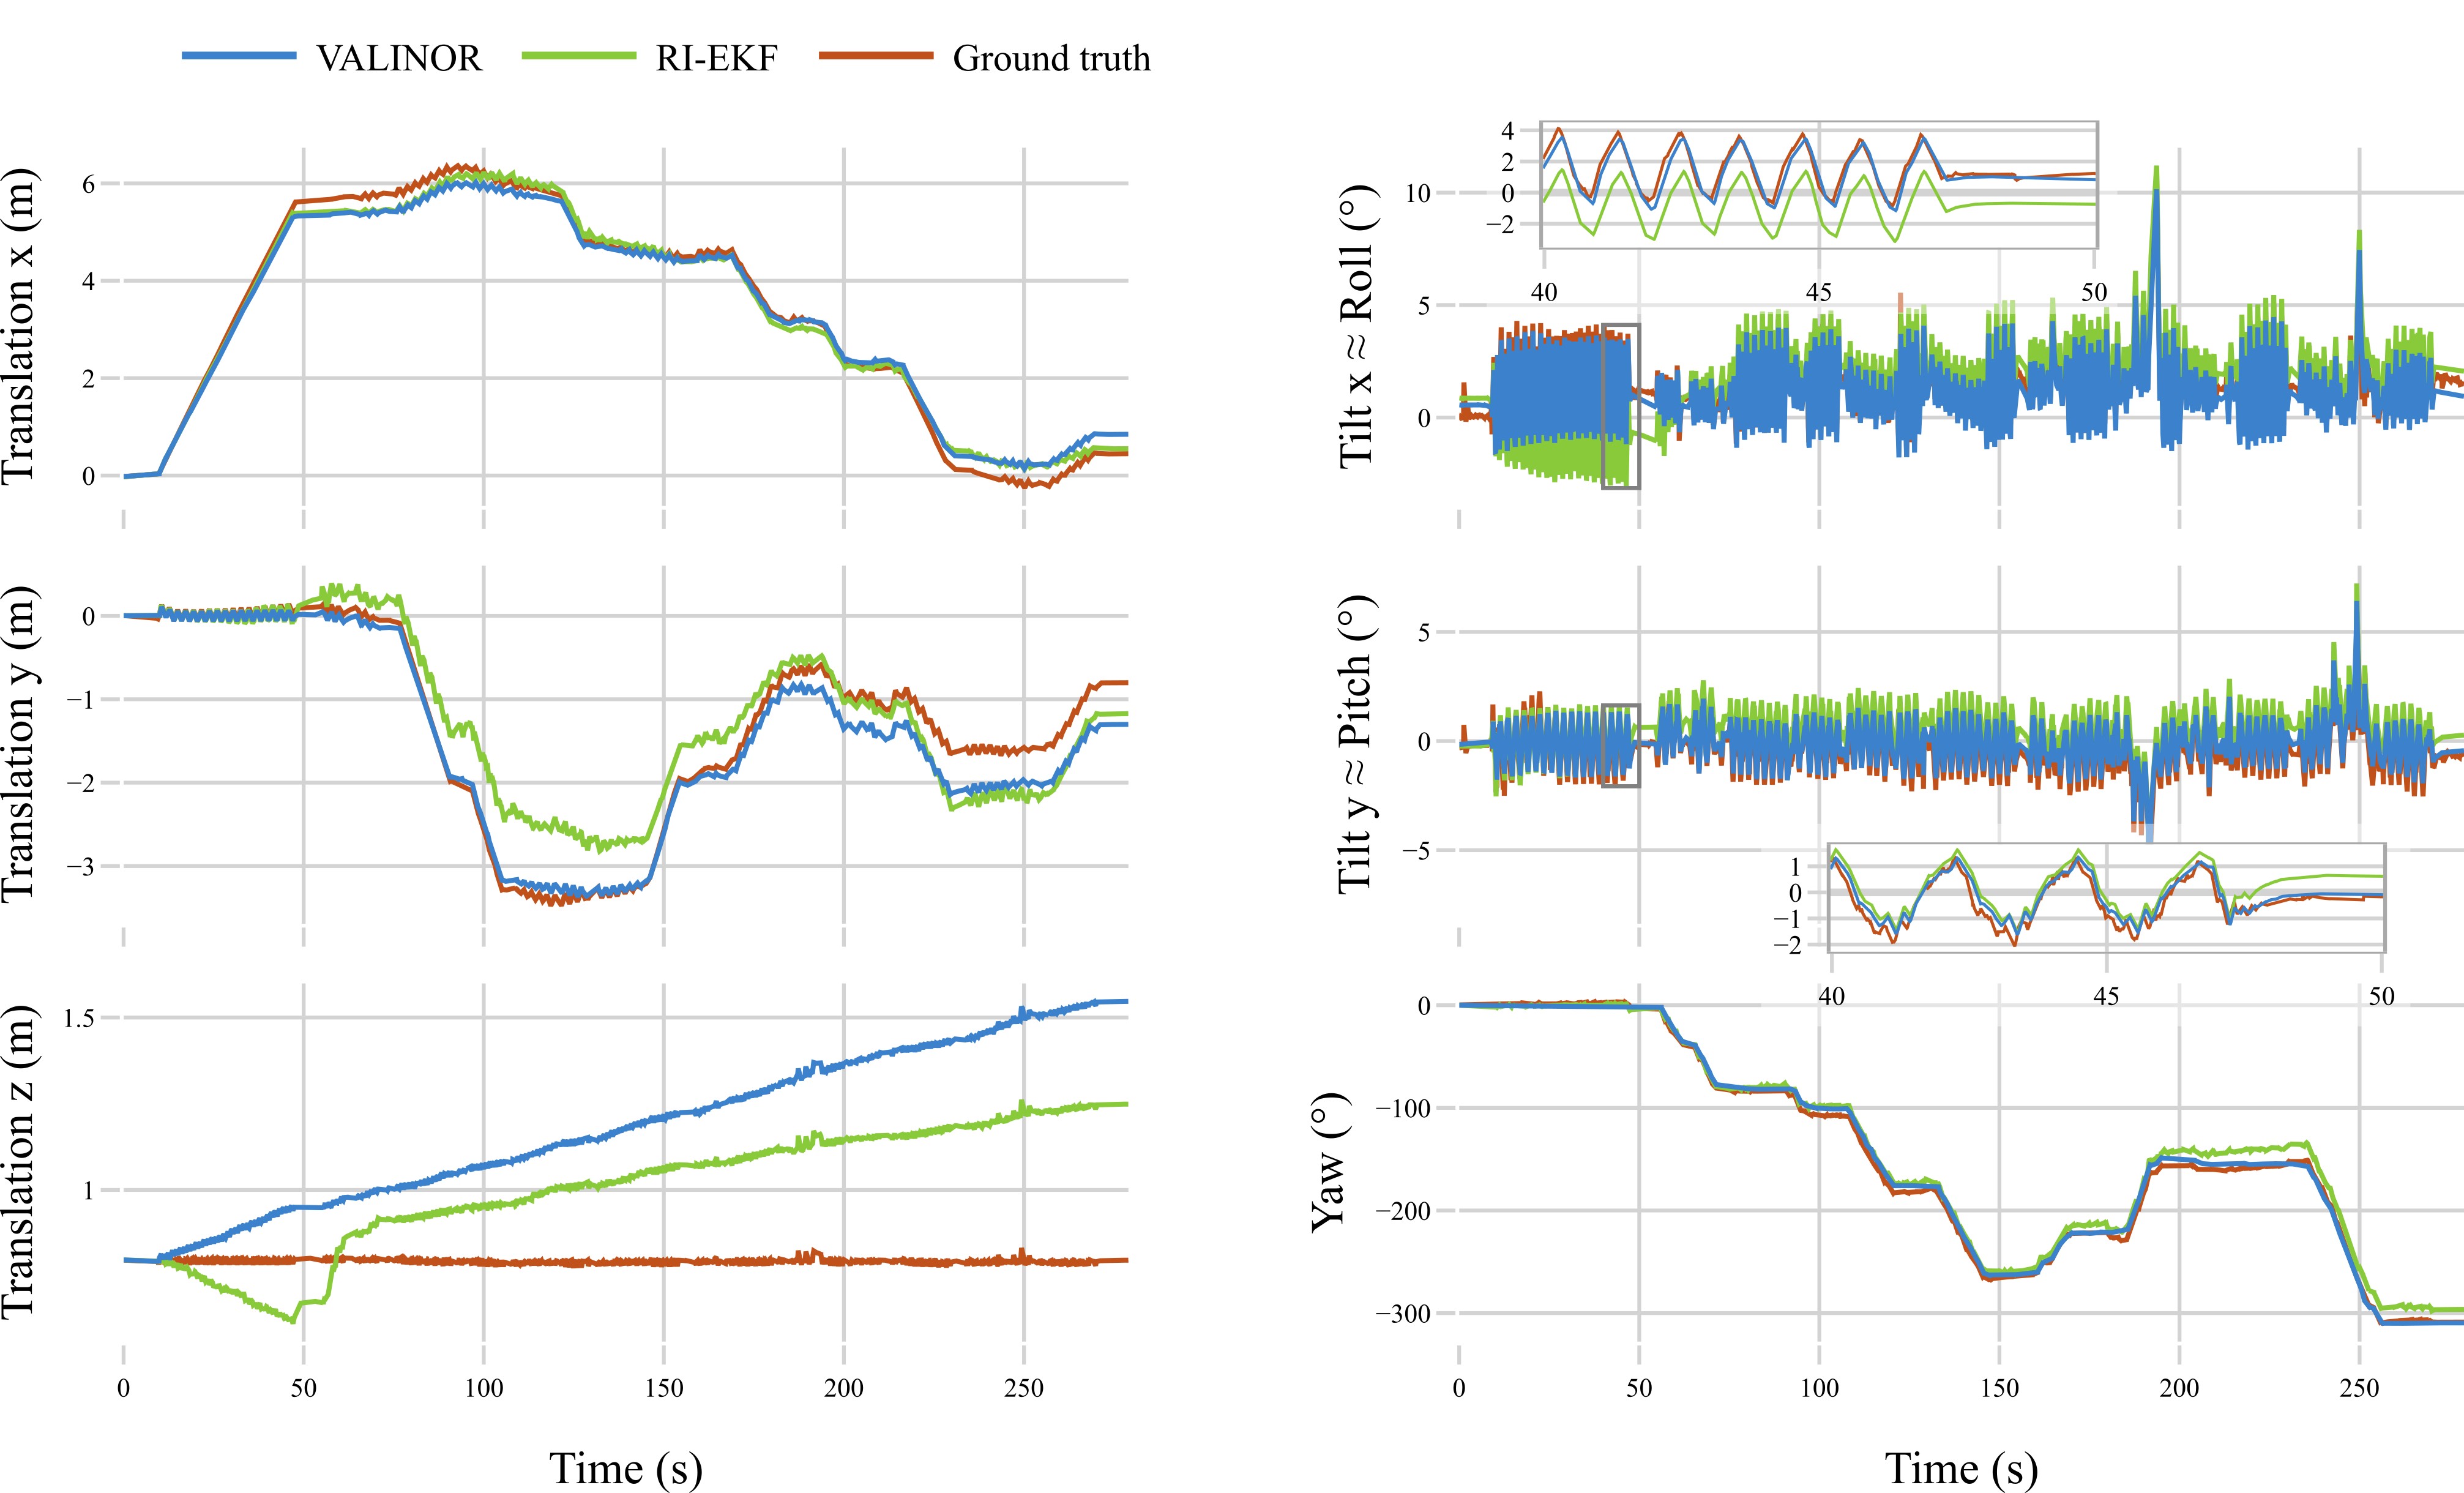 VALINOR RI-EKF Ground truth
Translation x (m)
6
4
2
0
Translation y (m)
0
−1
−2
−3
Translation z (m)
1.5
1
0 50 100 150 200 250
Time (s)
Tilt x ≈ Roll (°)
10
5
0
4
2
0
−2
40 45 50
Tilt y ≈ Pitch (°)
5
0
−5
1
0
−1
−2
40 45 50
Yaw (°)
0
−100
−200
−300
0 50 100 150 200 250
Time (s)